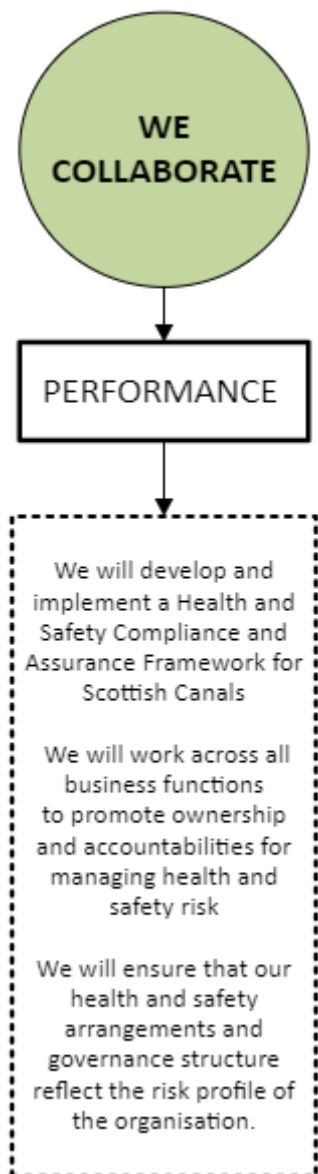 WE
COLLABORATE
PERFORMANCE
We will develop and
implement a Health and
Safety Compliance and
Assurance Framework for
Scottish Canals
We will work across all
business functions
to promote ownership
and accountabilities for
managing health and
safety risk
We will ensure that our
health and safety
arrangements and
governance structure
reflect the risk profile of
the organisation.